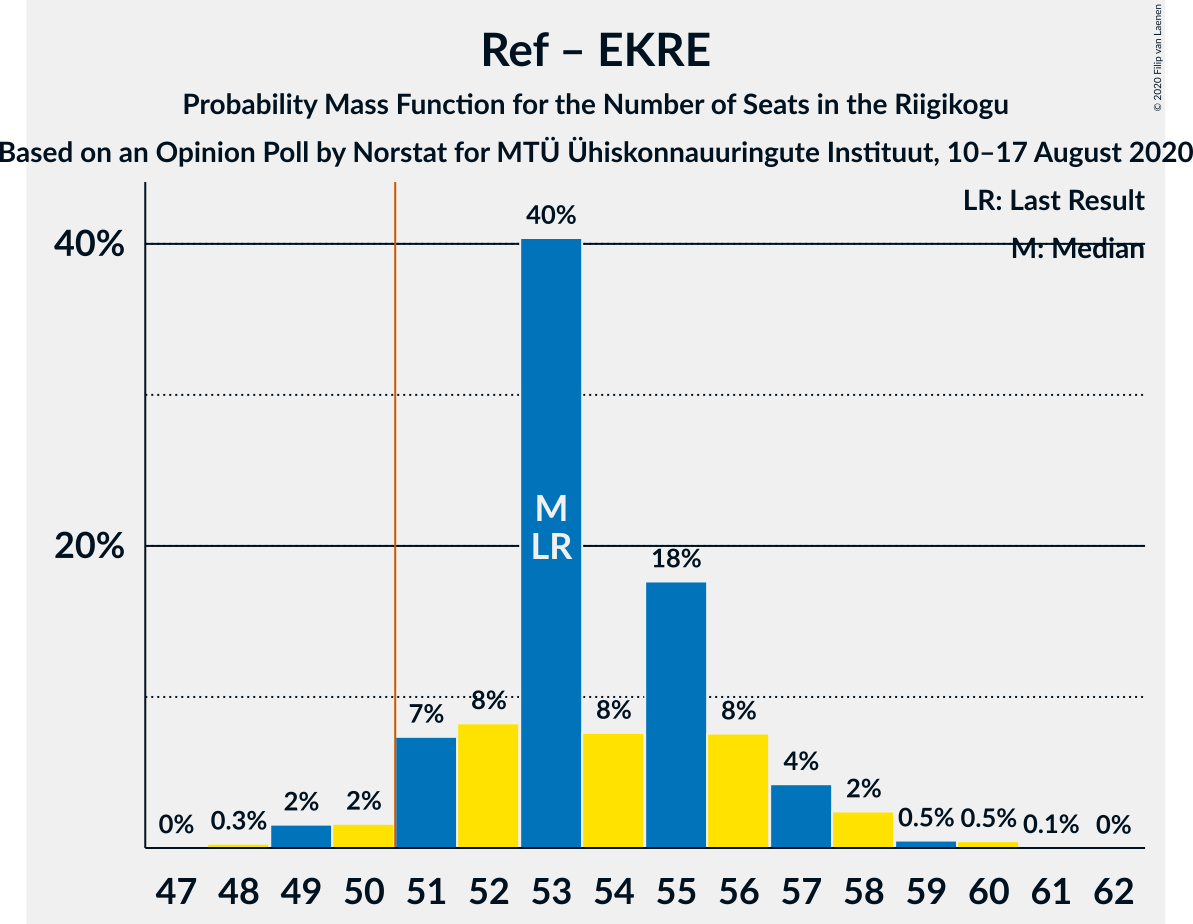 Ref – EKRE
Probability Mass Function for the Number of Seats in the Riigikogu
Based on an Opinion Poll by Norstat for MTÜ Ühiskonnauuringute Instituut, 10–17 August 2020
© 2020 Filip van Laenen
LR: Last Result
M: Median
40%
20%
0%
0.3%
2%
2%
7%
8%
40%
8%
18%
8%
4%
2%
0.5%
0.5%
0.1%
0%
M
LR
47 48 49 50 51 52 53 54 55 56 57 58 59 60 61 62